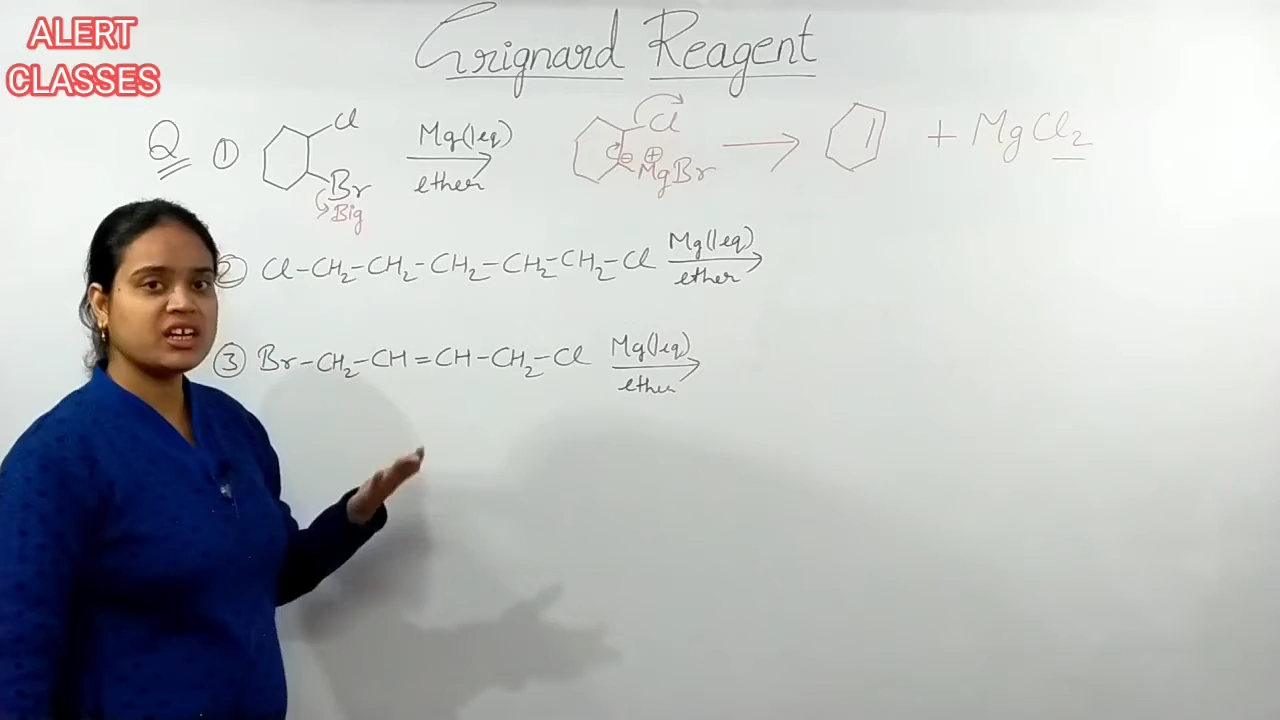 ALERT
CLASSES
Grignard Reagent
Q ① Cl Br Big Mg(1eq) ether Cl ⊖ ⊕ MgBr + MgCl₂
② Cl-CH₂-CH₂-CH₂-CH₂-CH₂-Cl Mg(1eq) ether
③ Br-CH₂-CH=CH-CH₂-Cl Mg(1eq) ether